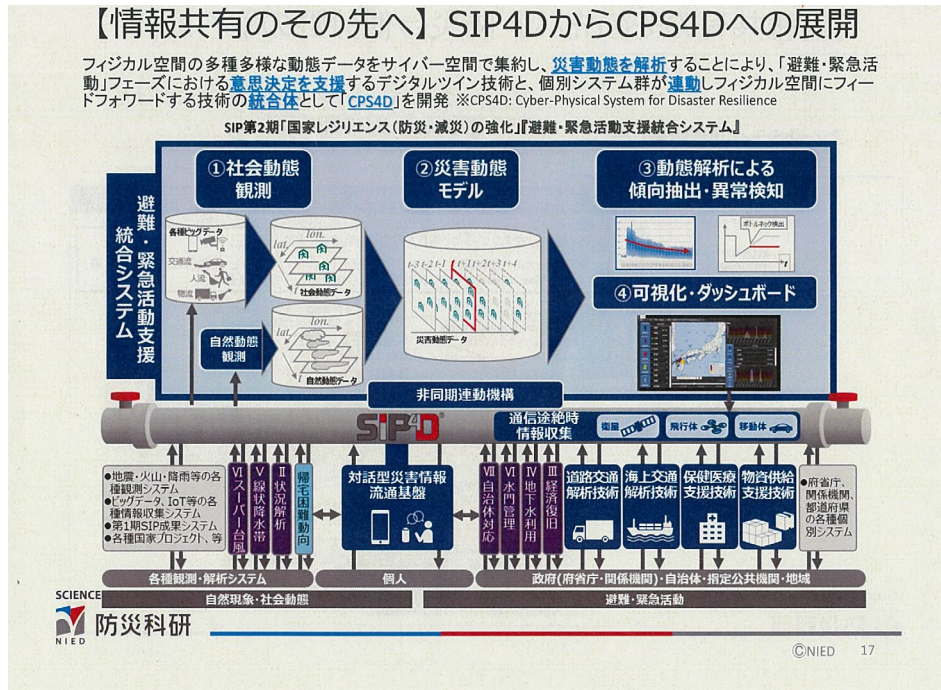 【情報共有のその先へ】SIP4DからCPS4Dへの展開
フィジカル空間の多種多様な動態データをサイバー空間で集約し、災害動態を解析することにより、「避難・緊急活
動」フェーズにおける意思決定を支援するデジタルツイン技術と、個別システム群が連動しフィジカル空間にフィー
ドフォワードする技術の統合体として「CPS4D」を開発 ※CPS4D: Cyber-Physical System for Disaster Resilience
SIP第2期「国家レジリエンス(防災・減災)の強化」『避難・緊急活動支援統合システム』
避難・緊急活動支援
統合システム
①社会動態
観測
②災害動態
モデル
③動態解析による
傾向抽出・異常検知
各種ビッグデータ
交通流
人流
物流
lat.
lon.
社会動態データ
自然動態
観測
lat.
lon.
自然動態データ
t-3 t-2 t-1 t t+1 t+2 t+3 t+4
災害動態データ
ボトルネック検出
t
④可視化・ダッシュボード
非同期連動機構
SIP4D
通信途絶時
情報収集
衛星
飛行体
移動体
●地震・火山・降雨等の各
種観測システム
●ビッグデータ、IoT等の各
種情報収集システム
●第1期SIP成果システム
●各種国家プロジェクト、等
Ⅵスーパー台風
Ⅴ線状降水帯
Ⅱ状況解析
帰宅困難動向
対話型災害情報
流通基盤
Ⅶ自治体対応
Ⅵ水門管理
Ⅳ地下水利用
Ⅲ経済復旧
道路交通
解析技術
海上交通
解析技術
保健医療
支援技術
物資供給
支援技術
●府省庁、
関係機関、
都道府県
の各種個
別システム
各種観測・解析システム
個人
政府(府省庁・関係機関)・自治体・指定公共機関・地域
自然現象・社会動態
避難・緊急活動
SCIENCE
NIED
防災科研
©NIED
17